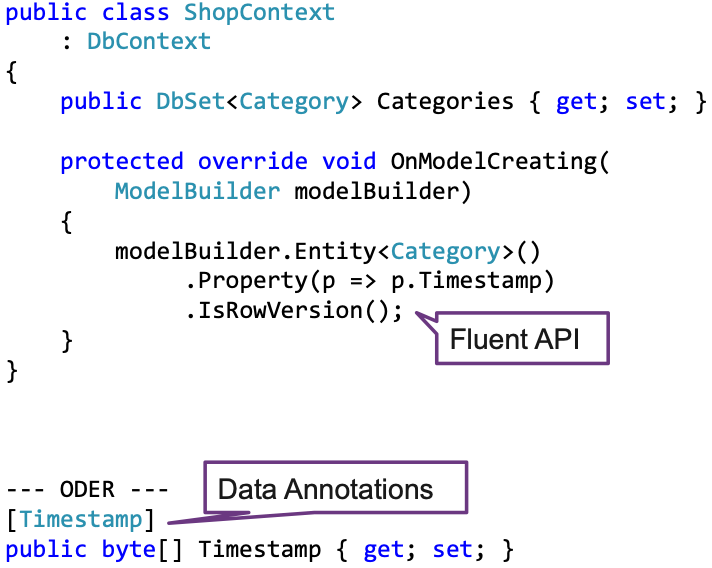 public class ShopContext
    : DbContext
{
    public DbSet<Category> Categories { get; set; }

    protected override void OnModelCreating(
        ModelBuilder modelBuilder)
    {
        modelBuilder.Entity<Category>()
             .Property(p => p.Timestamp)
             .IsRowVersion();
Fluent API
    }
}

--- ODER ---
Data Annotations
[Timestamp]
public byte[] Timestamp { get; set; }